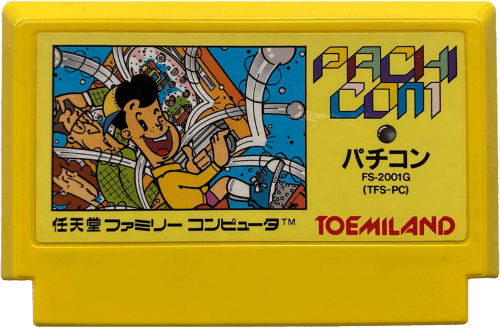 PACHI
COM
パチコン
FS-2001G
(TFS-PC)
任天堂 ファミリー コンピュータ™
TOEMILAND